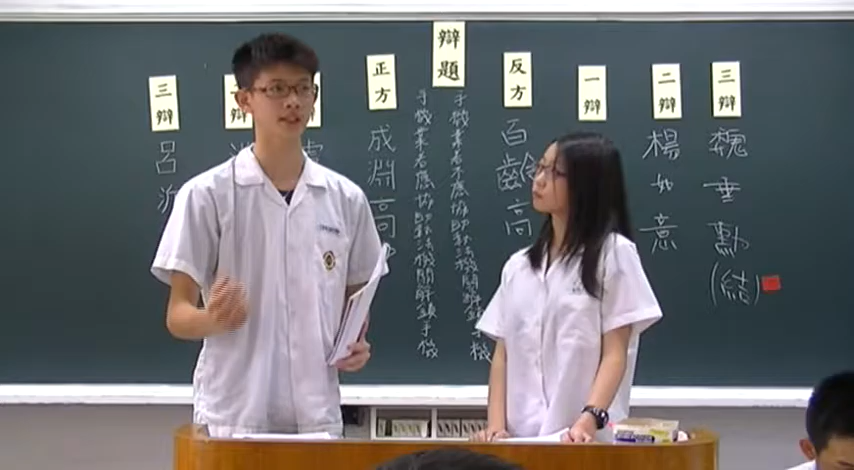 三辯
正方
辯題
反方
一辯
二辯
三辯
呂
成淵高
手機業者應協助執法機關解鎖手機
手機業者不應協助執法機關解鎖手機
百齡高
楊如意
魏垂勳(結)